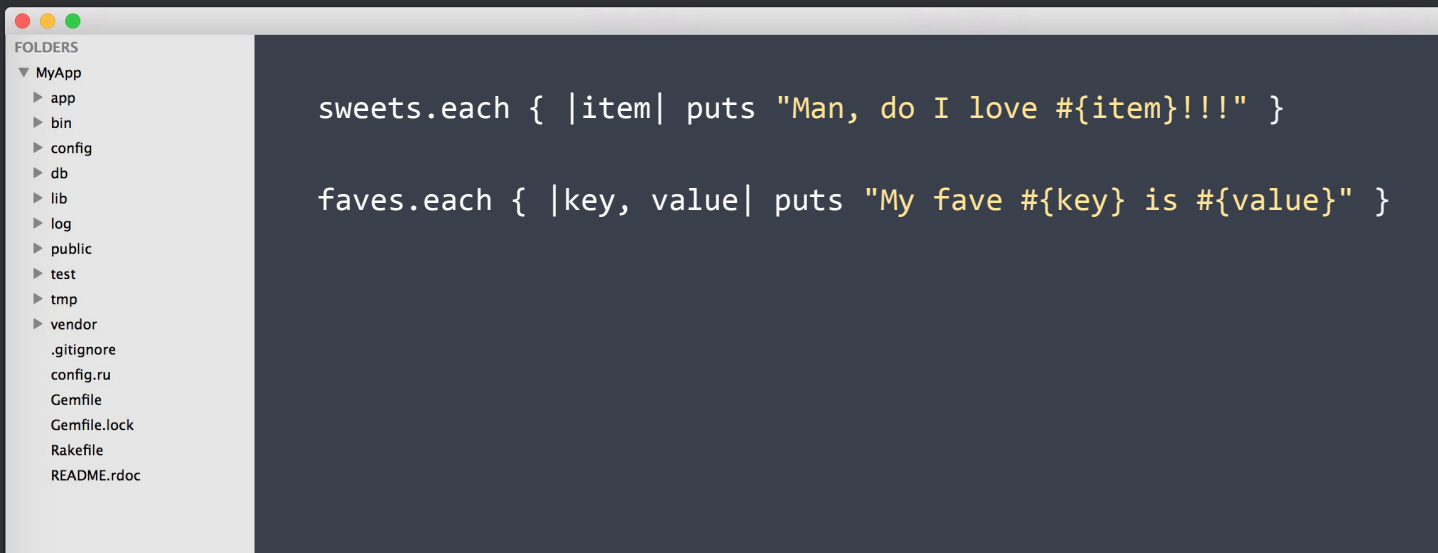 FOLDERS
MyApp
app
bin
config
db
lib
log
public
test
tmp
vendor
.gitignore
config.ru
Gemfile
Gemfile.lock
Rakefile
README.rdoc
sweets.each { |item| puts "Man, do I love #{item}!!!" }
faves.each { |key, value| puts "My fave #{key} is #{value}" }